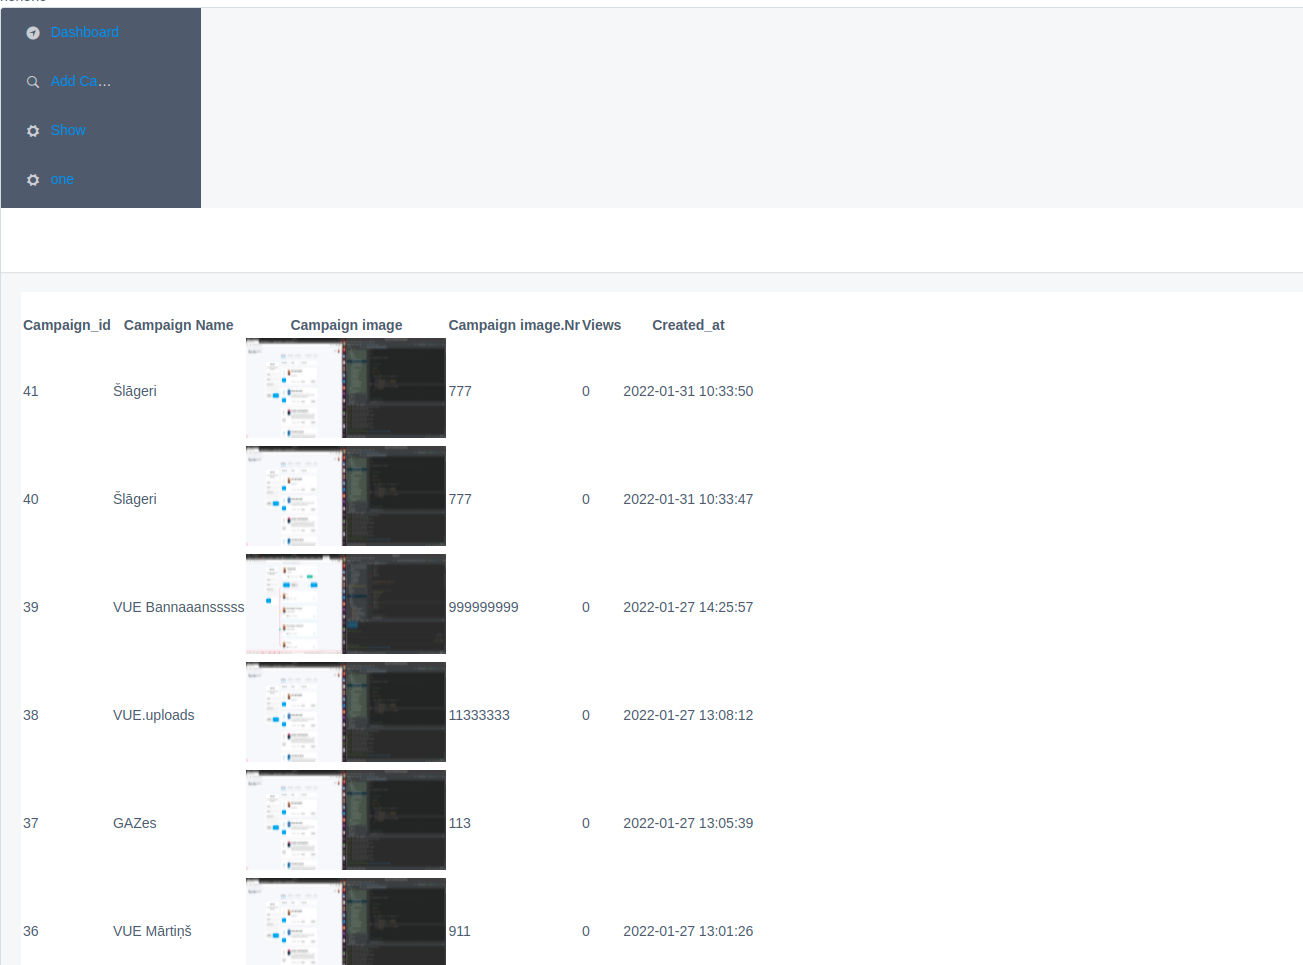 Dashboard
Add Ca...
Show
one
Campaign_id Campaign Name Campaign image Campaign image.Nr Views Created_at
41 Šlāgeri 777 0 2022-01-31 10:33:50
40 Šlāgeri 777 0 2022-01-31 10:33:47
39 VUE Bannaaansssss 999999999 0 2022-01-27 14:25:57
38 VUE.uploads 11333333 0 2022-01-27 13:08:12
37 GAZes 113 0 2022-01-27 13:05:39
36 VUE Mārtiņš 911 0 2022-01-27 13:01:26